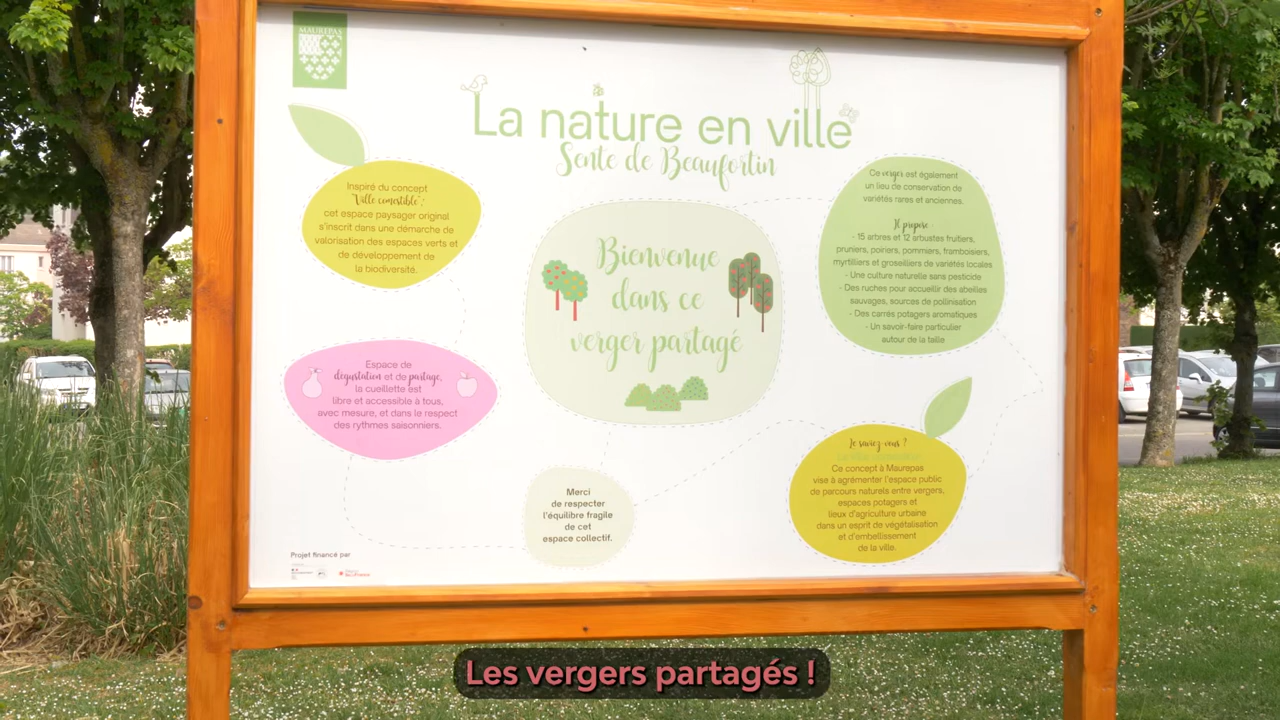 MAUREPAS
La nature en ville
Sente de Beaufortin
Inspiré du concept
"Ville comestible",
cet espace paysager original
s'inscrit dans une démarche de
valorisation des espaces verts et
de développement de
la biodiversité.
Bienvenue
dans ce
verger partagé
Ce verger est également
un lieu de conservation de
variétés rares et anciennes.
Il propose
- 15 arbres et 12 arbustes fruitiers,
pruniers, poiriers, pommiers, framboisiers,
myrtilliers et groseilliers de variétés locales
- Une culture naturelle sans pesticide
- Des ruches pour accueillir des abeilles
sauvages, sources de pollinisation
- Des carrés potagers aromatiques
- Un savoir-faire particulier
autour de la taille
Espace de
dégustation et de partage,
la cueillette est
libre et accessible à tous,
avec mesure, et dans le respect
des rythmes saisonniers.
Merci
de respecter
l'équilibre fragile
de cet
espace collectif.
Le saviez-vous ?
Ce concept à Maurepas
vise à agrémenter l'espace public
de parcours naturels entre vergers,
espaces potagers et
lieux d'agriculture urbaine
dans un esprit de végétalisation
et d'embellissement
de la ville.
Projet financé par
Les vergers partagés !